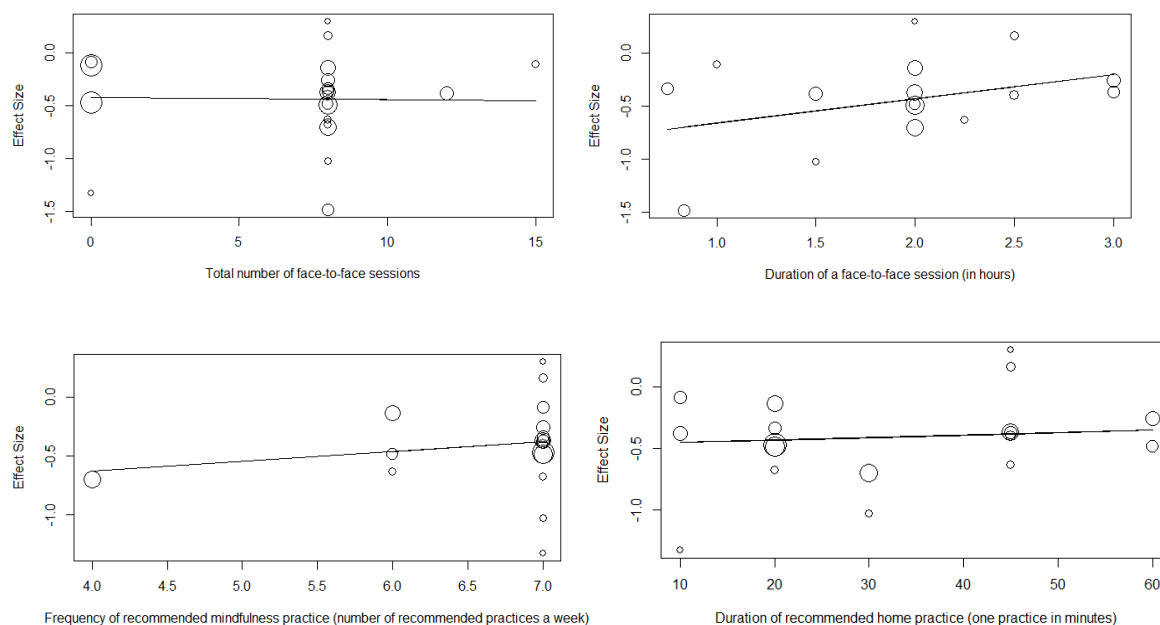 0.0
-0.5
-1.0
-1.5
Effect Size
0 5 10 15
Total number of face-to-face sessions
0.0
-0.5
-1.0
-1.5
Effect Size
1.0 1.5 2.0 2.5 3.0
Duration of a face-to-face session (in hours)
0.0
-0.5
-1.0
Effect Size
4.0 4.5 5.0 5.5 6.0 6.5 7.0
Frequency of recommended mindfulness practice (number of recommended practices a week)
0.0
-0.5
-1.0
Effect Size
10 20 30 40 50 60
Duration of recommended home practice (one practice in minutes)